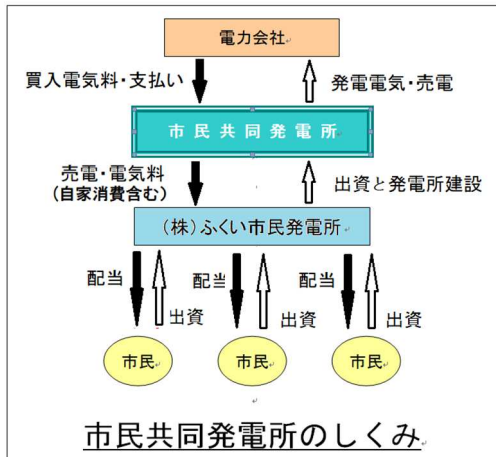 電力会社
買入電気料・支払い
発電電気・売電
市民共同発電所
売電・電気料
(自家消費含む)
出資と発電所建設
(株)ふくい市民発電所
配当
出資
配当
出資
配当
出資
市民
市民
市民
市民共同発電所のしくみ